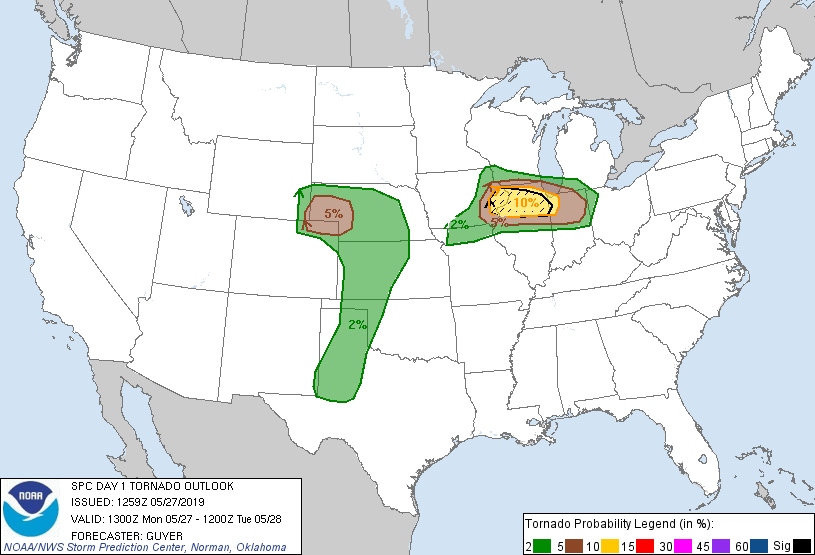 5%
10%
2%
5%
2%
NOAA
SPC DAY 1 TORNADO OUTLOOK
ISSUED: 1259Z 05/27/2019
VALID: 1300Z Mon 05/27 - 1200Z Tue 05/28
FORECASTER: GUYER
NOAA/NWS Storm Prediction Center, Norman, Oklahoma
Tornado Probability Legend (in %):
2 5 10 15 30 45 60 Sig